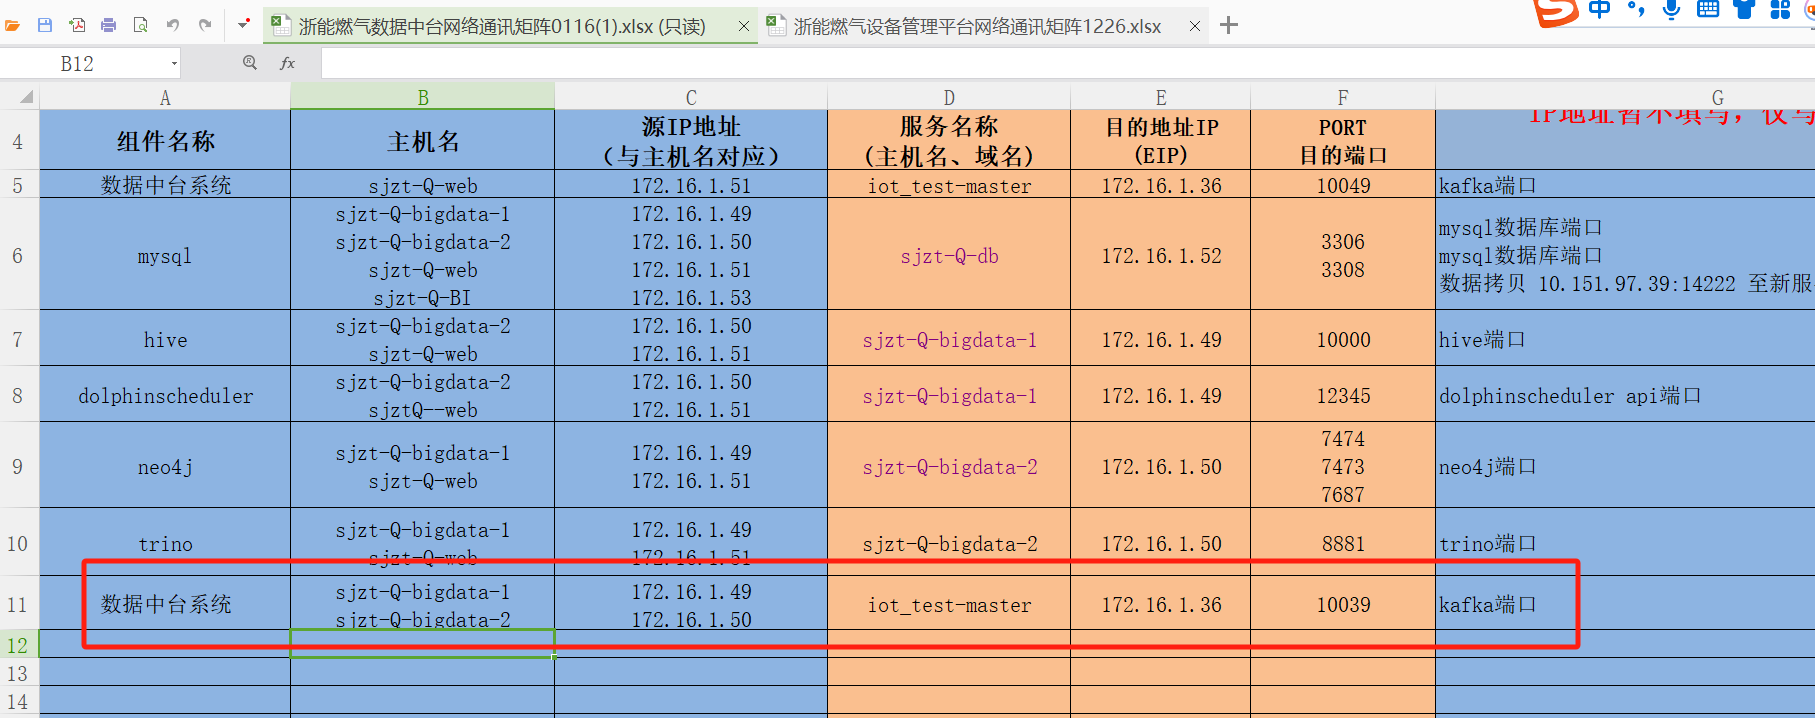 浙能燃气数据中台网络通讯矩阵0116(1).xlsx (只读)
浙能燃气设备管理平台网络通讯矩阵1226.xlsx
中
B12
fx
A B C D E F G
4
组件名称
主机名
源IP地址
(与主机名对应)
服务名称
(主机名、域名)
目的地址IP
(EIP)
PORT
目的端口
IP地址暂不填写，仅写
5
数据中台系统
sjzt-Q-web
172.16.1.51
iot_test-master
172.16.1.36
10049
kafka端口
6
mysql
sjzt-Q-bigdata-1
sjzt-Q-bigdata-2
sjzt-Q-web
sjzt-Q-BI
172.16.1.49
172.16.1.50
172.16.1.51
172.16.1.53
sjzt-Q-db
172.16.1.52
3306
3308
mysql数据库端口
mysql数据库端口
数据拷贝 10.151.97.39:14222 至新服
7
hive
sjzt-Q-bigdata-2
sjzt-Q-web
172.16.1.50
172.16.1.51
sjzt-Q-bigdata-1
172.16.1.49
10000
hive端口
8
dolphinscheduler
sjzt-Q-bigdata-2
sjztQ--web
172.16.1.50
172.16.1.51
sjzt-Q-bigdata-1
172.16.1.49
12345
dolphinscheduler api端口
9
neo4j
sjzt-Q-bigdata-1
sjzt-Q-web
172.16.1.49
172.16.1.51
sjzt-Q-bigdata-2
172.16.1.50
7474
7473
7687
neo4j端口
10
trino
sjzt-Q-bigdata-1
sjzt-Q-web
172.16.1.49
172.16.1.51
sjzt-Q-bigdata-2
172.16.1.50
8881
trino端口
11
数据中台系统
sjzt-Q-bigdata-1
sjzt-Q-bigdata-2
172.16.1.49
172.16.1.50
iot_test-master
172.16.1.36
10039
kafka端口
12
13
14